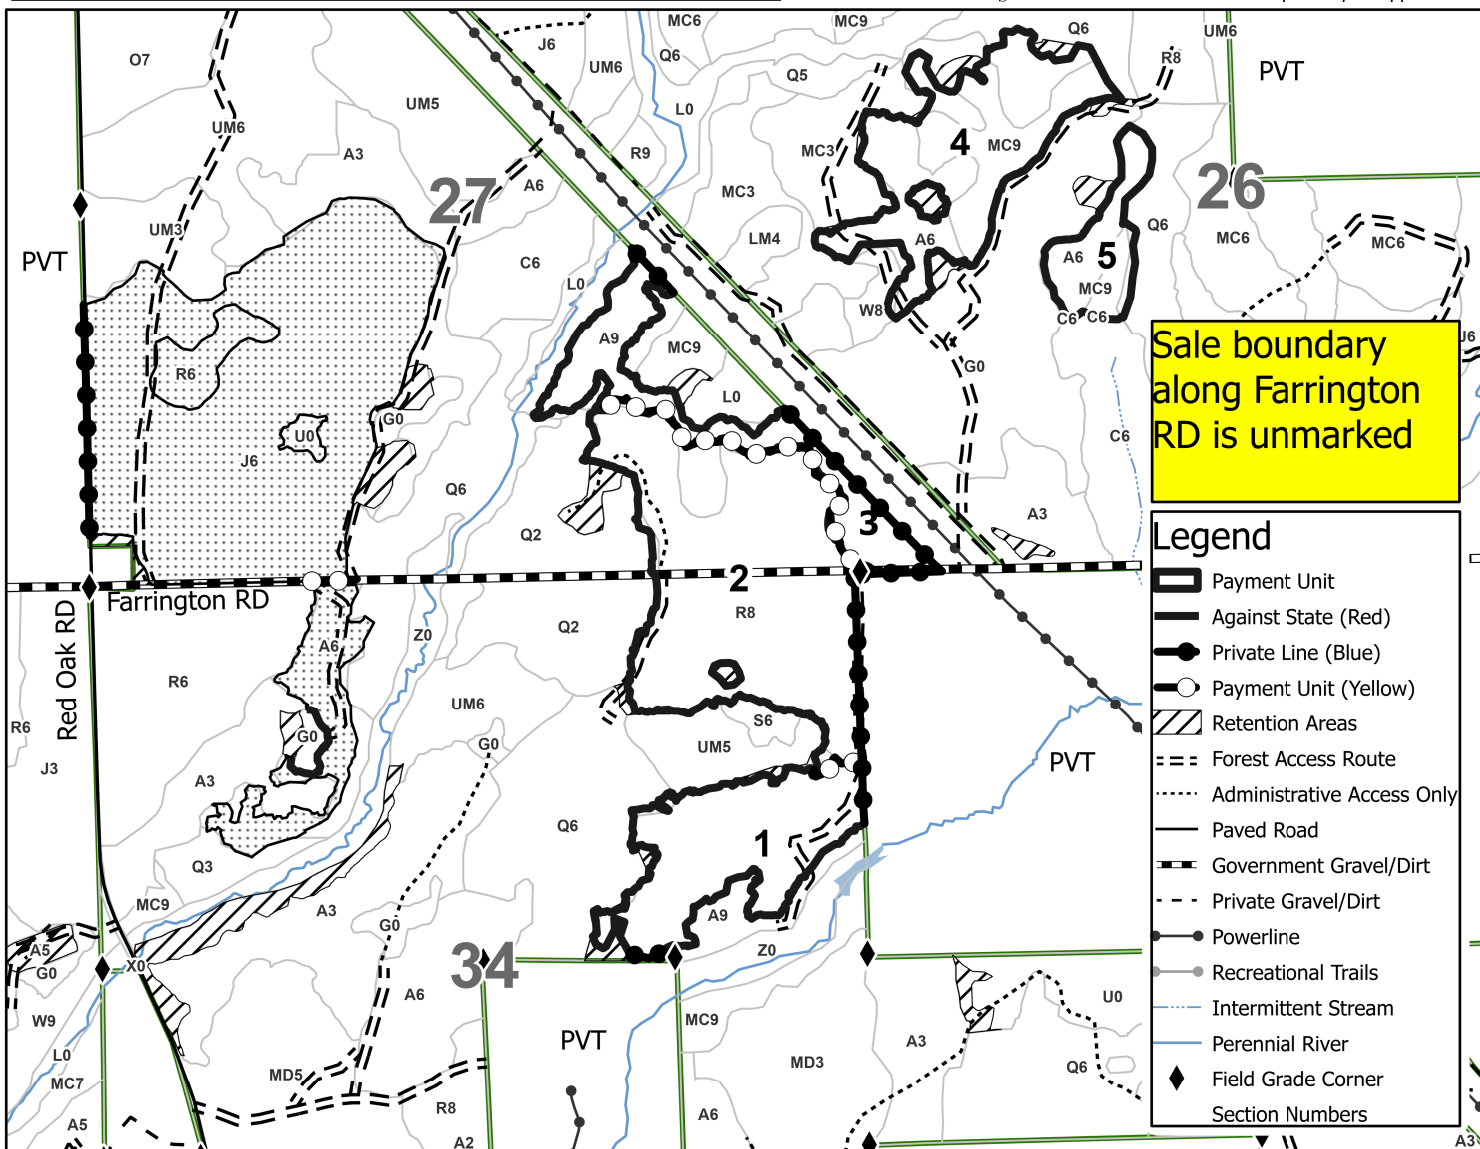 MC6
MC9
Q6
UM6
O7
J6
Q6
R8
PVT
UM6
Q5
UM5
L0
UM6
4
MC9
A3
R9
MC3
27
A6
MC3
26
UM3
LM4
A6
Q6
MC6
MC6
PVT
C6
L0
A6
5
MC9
W8
C6
C6
A9
MC9
G0
J6
R6
L0
G0
U0
J6
C6
Q6
Q2
3
A3
Sale boundary
along Farrington
RD is unmarked
Legend
Payment Unit
Against State (Red)
Private Line (Blue)
Payment Unit (Yellow)
Retention Areas
Forest Access Route
Administrative Access Only
Paved Road
Government Gravel/Dirt
Private Gravel/Dirt
Powerline
Recreational Trails
Intermittent Stream
Perennial River
Field Grade Corner
Section Numbers
2
Farrington RD
Red Oak RD
R8
Z0
Q2
A6
R6
UM6
S6
R6
G0
G0
UM5
J3
PVT
A3
Q6
1
Q3
MC9
A3
G0
A9
A5
G0
X0
34
Z0
A6
U0
W9
MC9
PVT
A3
L0
MC7
MD5
MD3
Q6
A5
R8
A6
A2
A3